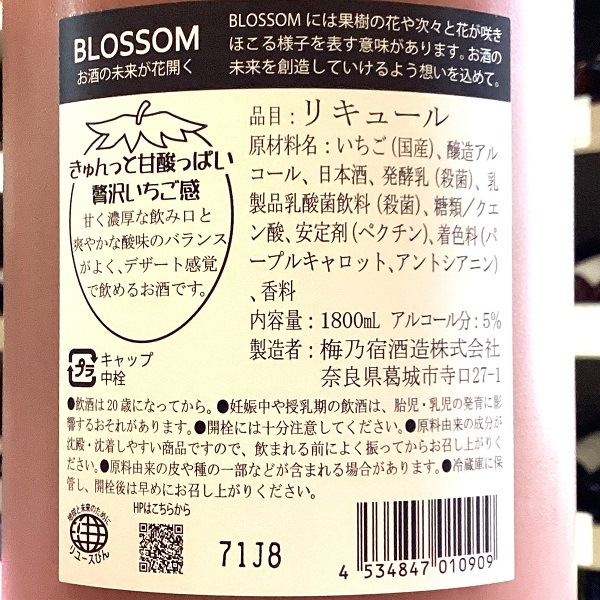 BLOSSOM
お酒の未来が花開く
BLOSSOMには果樹の花や次々と花が咲き
ほこる様子を表す意味があります。お酒の
未来を創造していけるよう想いを込めて。
きゅんっと甘酸っぱい
贅沢いちご感
甘く濃厚な飲み口と
爽やかな酸味のバランス
がよく、デザート感覚
で飲めるお酒です。
プラ
キャップ
中栓
品目：リキュール
原材料名：いちご(国産)、醸造アル
コール、日本酒、発酵乳(殺菌)、乳
製品乳酸菌飲料(殺菌)、糖類／クエ
ン酸、安定剤(ペクチン)、着色料(パ
ープルキャロット、アントシアニン)
、香料
内容量：1800mL アルコール分：5%
製造者：梅乃宿酒造株式会社
奈良県葛城市寺口27-1
●飲酒は20歳になってから。●妊娠中や授乳期の飲酒は、胎児・乳児の発育に影
響するおそれがあります。●開栓には十分注意してください。●原料由来の成分が
沈殿・沈着しやすい商品ですので、飲まれる前によく振ってからお召し上がりくだ
さい。●原料由来の皮や種の一部などが含まれる場合があります。●冷蔵庫に保
管し、開栓後は早めにお召し上がりください。
地球と未来のために
リユースびん
HPはこちらから
71J8
4 534847 010909